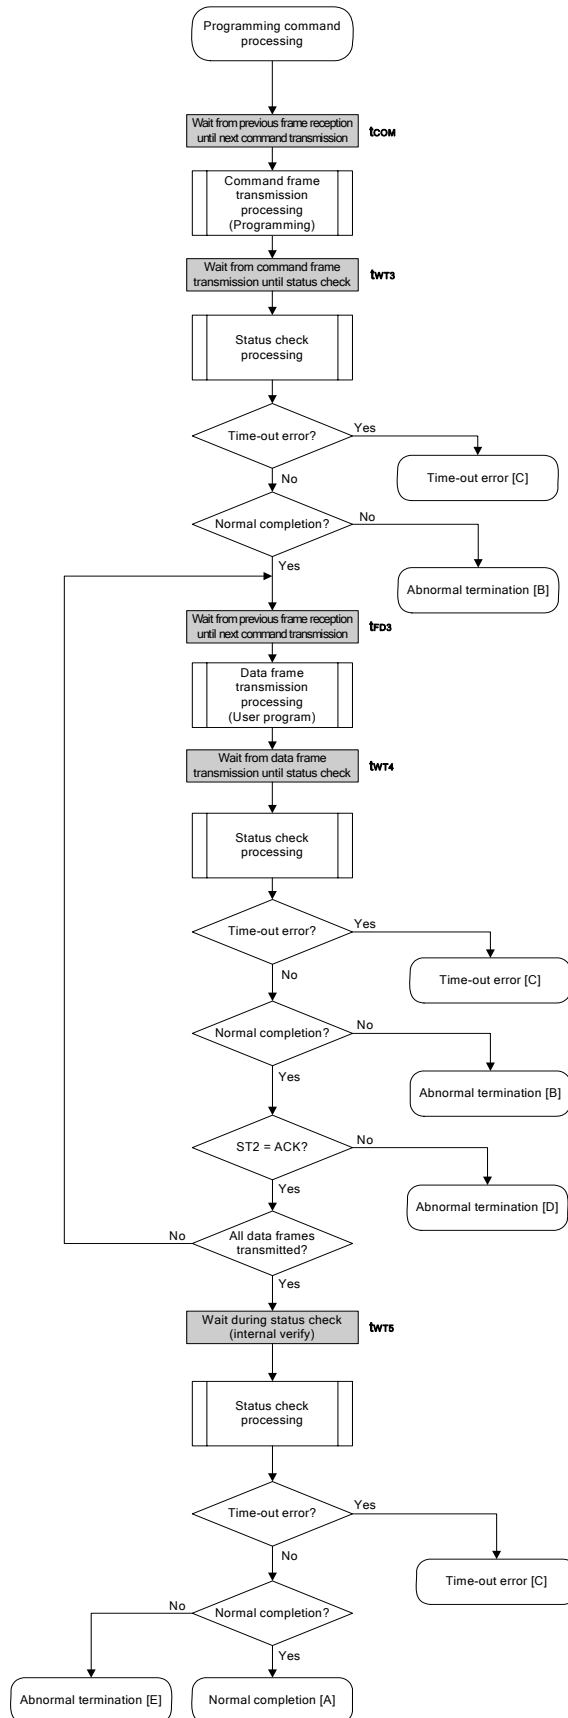 Programming command
processing
Wait from previous frame reception
until next command transmission
tCOM
Command frame
transmission
processing
(Programming)
Wait from command frame
transmission until status check
tWT3
Status check
processing
Time-out error?
Yes
Time-out error [C]
No
Normal completion?
No
Abnormal termination [B]
Yes
Wait from previous frame reception
until next command transmission
tFD3
Data frame
transmission
processing
(User program)
Wait from data frame
transmission until status check
tWT4
Status check
processing
Time-out error?
Yes
Time-out error [C]
No
Normal completion?
No
Abnormal termination [B]
Yes
ST2 = ACK?
No
Abnormal termination [D]
Yes
No
All data frames
transmitted?
Yes
Wait during status check
(internal verify)
tWT5
Status check
processing
Time-out error?
Yes
Time-out error [C]
No
No
Normal completion?
Yes
Abnormal termination [E]
Normal completion [A]